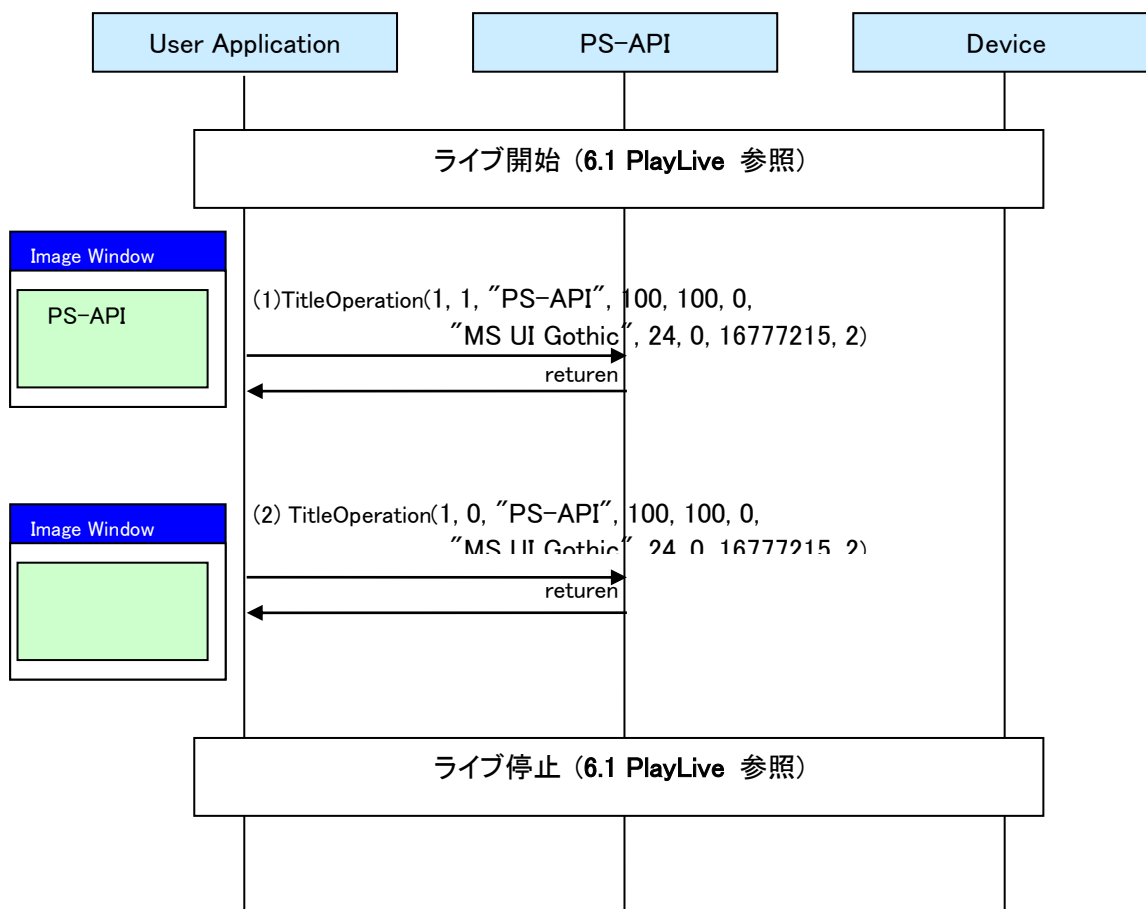 User Application
PS-API
Device
ライブ開始 (6.1 PlayLive 参照)
Image Window
PS-API
(1)TitleOperation(1, 1, "PS-API", 100, 100, 0,
"MS UI Gothic", 24, 0, 16777215, 2)
returen
Image Window
(2) TitleOperation(1, 0, "PS-API", 100, 100, 0,
"MS UI Gothic", 24, 0, 16777215, 2)
returen
ライブ停止 (6.1 PlayLive 参照)